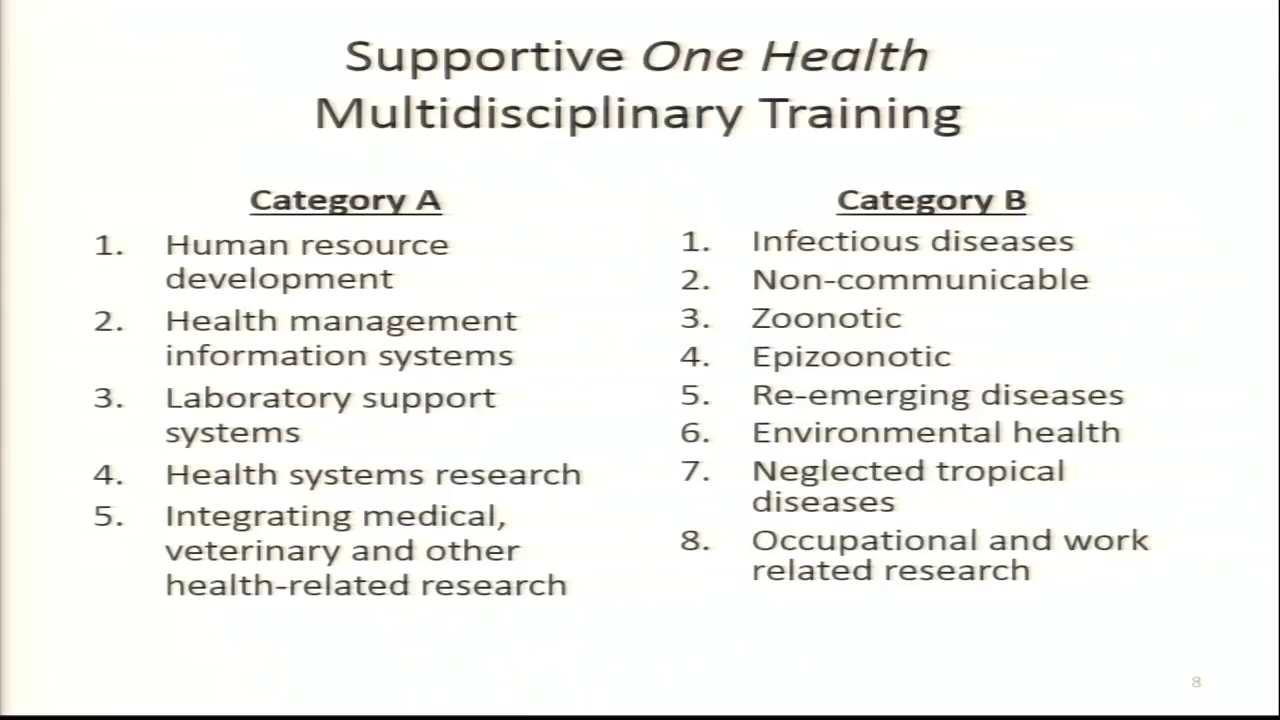 Supportive One Health
Multidisciplinary Training
Category A
1. Human resource
development
2. Health management
information systems
3. Laboratory support
systems
4. Health systems research
5. Integrating medical,
veterinary and other
health-related research
Category B
1. Infectious diseases
2. Non-communicable
3. Zoonotic
4. Epizoonotic
5. Re-emerging diseases
6. Environmental health
7. Neglected tropical
diseases
8. Occupational and work
related research
8